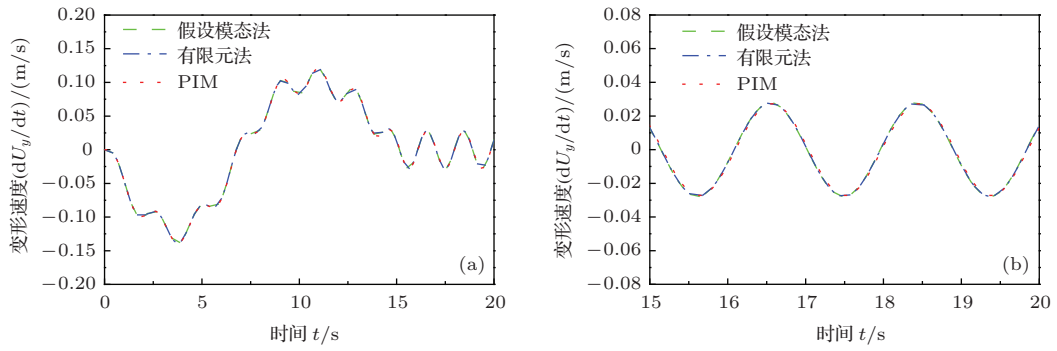 0.20
0.15
0.10
0.05
0
−0.05
−0.10
−0.15
−0.20
变形速度(dUy/dt)/(m/s)
假设模态法
有限元法
PIM
(a)
0 5 10 15 20
时间 t/s
0.08
0.06
0.04
0.02
0
−0.02
−0.04
−0.06
−0.08
变形速度(dUy/dt)/(m/s)
假设模态法
有限元法
PIM
(b)
15 16 17 18 19 20
时间 t/s